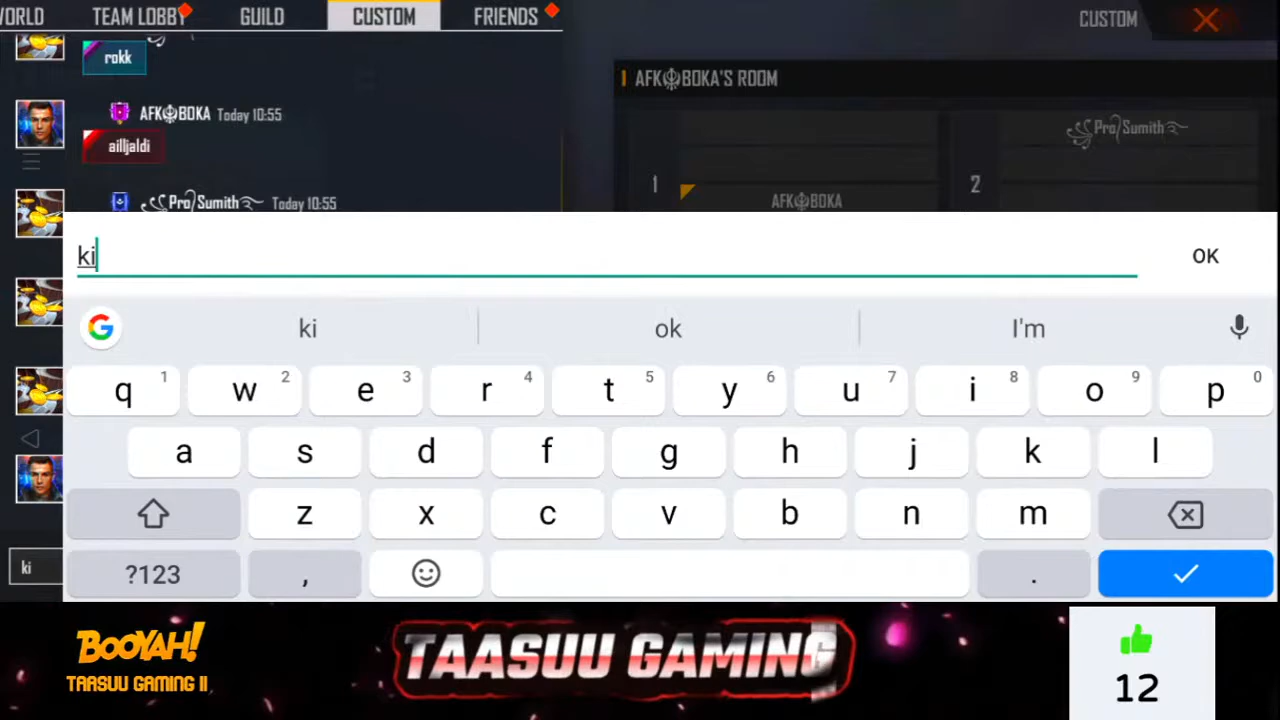 ORLD TEAM LOBBY GUILD CUSTOM FRIENDS CUSTOM
rokk
AFK BOKA'S ROOM
AFK BOKA Today 10:55
ailljaldi
Pro Sumith
1 2
AFK BOKA
Pro Sumith Today 10:55
ki
OK
ki ok I'm
q 1 w 2 e 3 r 4 t 5 y 6 u 7 i 8 o 9 p 0
a s d f g h j k l
z x c v b n m
ki
?123 , .
BOOYAH!
TAASUU GAMING II
TAASUU GAMING
12